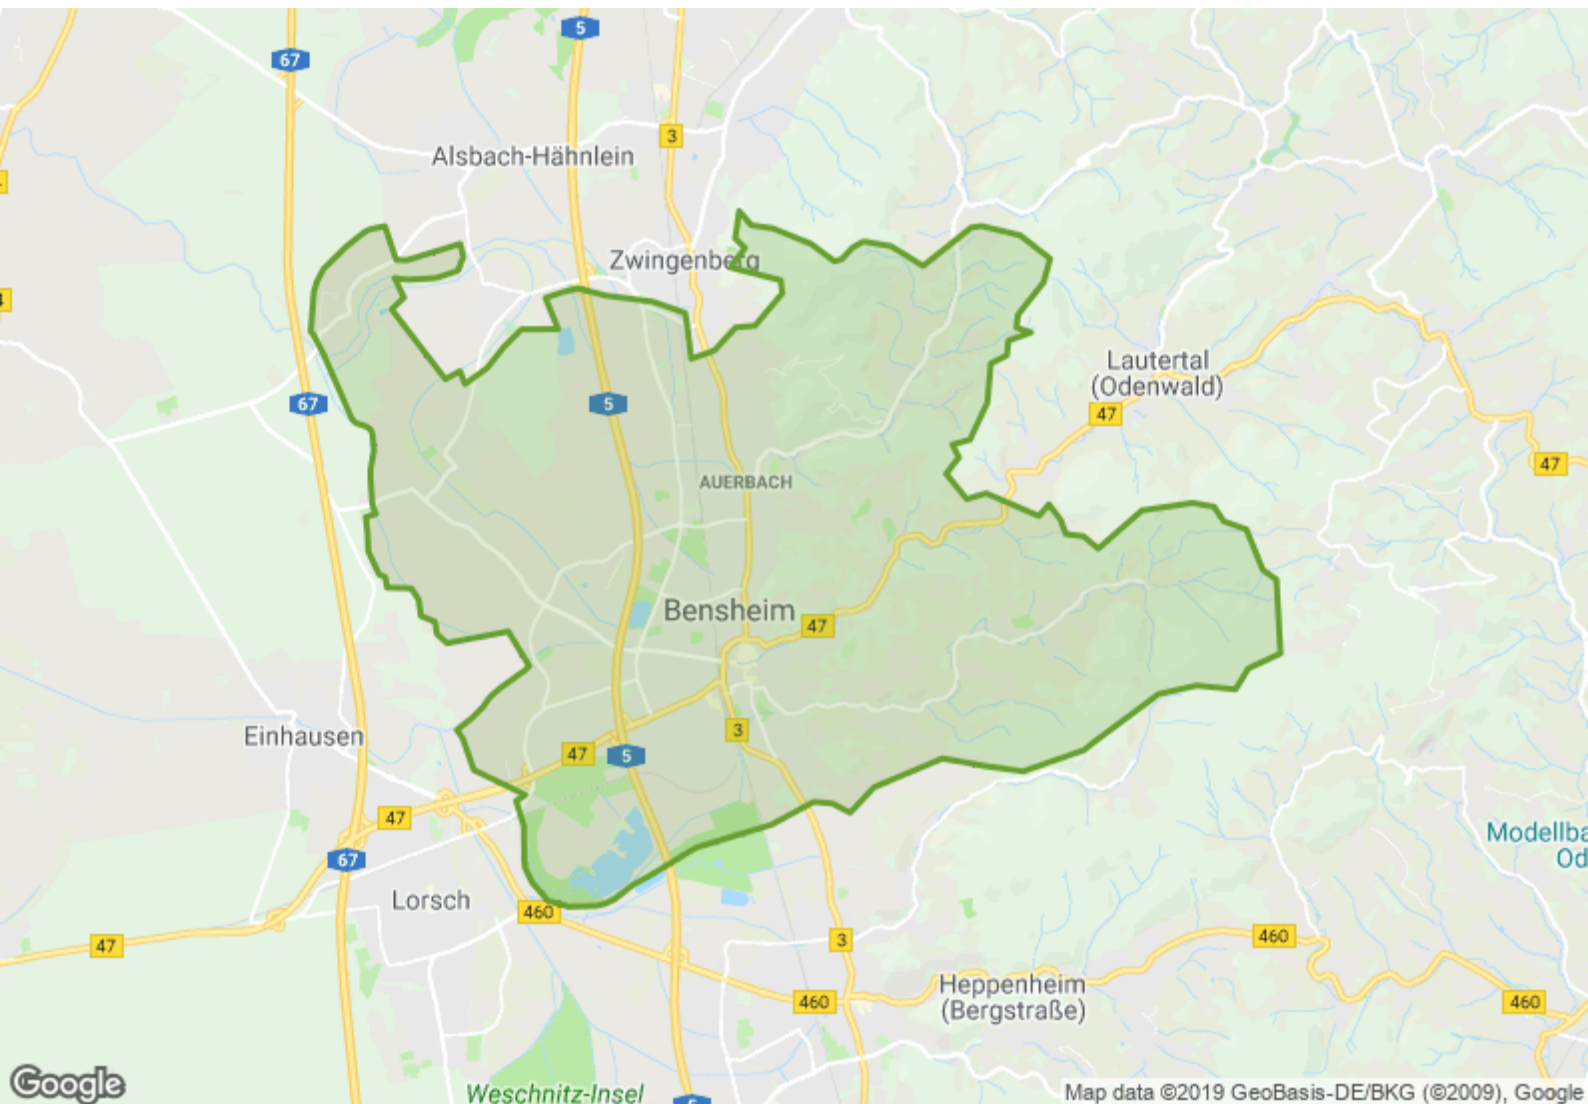 5
67
3
Alsbach-Hähnlein
Zwingenberg
Lautertal
(Odenwald)
67
5
47
47
AUERBACH
Bensheim
47
Einhausen
3
47
5
47
67
Lorsch
460
47
3
460
Heppenheim
(Bergstraße)
460
460
Google
Weschnitz-Insel
Map data ©2019 GeoBasis-DE/BKG (©2009), Google